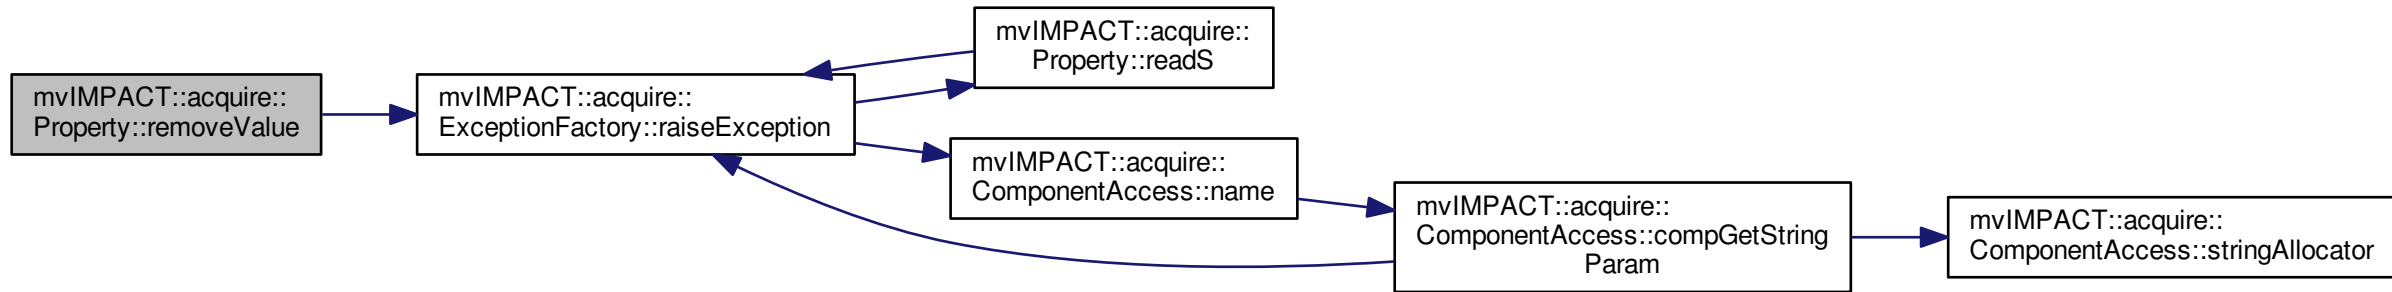 mvIMPACT::acquire::
Property::removeValue
mvIMPACT::acquire::
ExceptionFactory::raiseException
mvIMPACT::acquire::
Property::readS
mvIMPACT::acquire::
ComponentAccess::name
mvIMPACT::acquire::
ComponentAccess::compGetString
Param
mvIMPACT::acquire::
ComponentAccess::stringAllocator